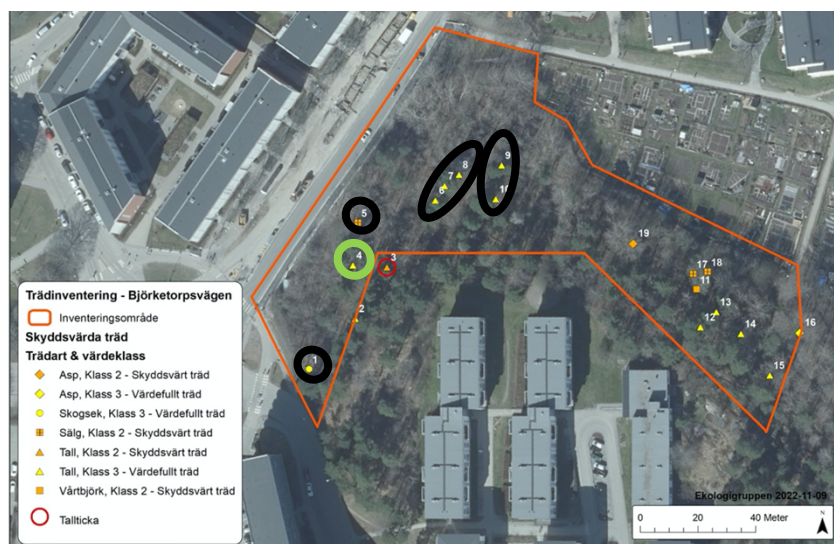 Trädinventering - Björketorpsvägen
Inventeringsområde
Skyddsvärda träd
Trädart & värdeklass
Asp, Klass 2 - Skyddsvärt träd
Asp, Klass 3 - Värdefullt träd
Skogsek, Klass 3 - Värdefullt träd
Sälg, Klass 2 - Skyddsvärt träd
Tall, Klass 2 - Skyddsvärt träd
Tall, Klass 3 - Värdefullt träd
Vårtbjörk, Klass 2 - Skyddsvärt träd
Tallticka
1
2
3
4
5
6
7
8
9
10
19
17
18
11
13
12
14
16
15
Ekologigruppen 2022-11-09
0 20 40 Meter
N